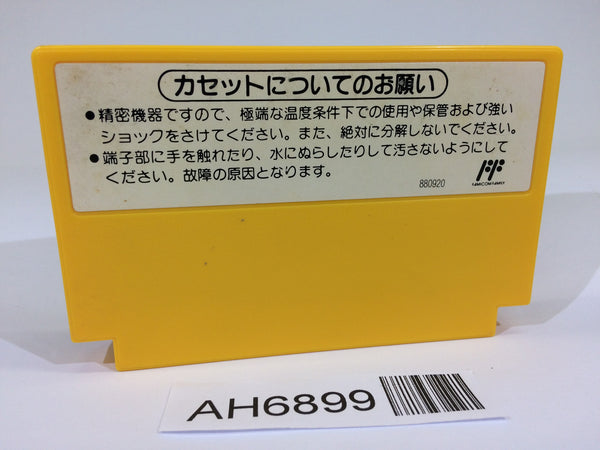 カセットについてのお願い
●精密機器ですので、極端な温度条件下での使用や保管および強い
ショックをさけてください。また、絶対に分解しないでください。
●端子部に手を触れたり、水にぬらしたりして汚さないようにして
ください。故障の原因となります。
880920
FAMICOM FAMILY
AH6899